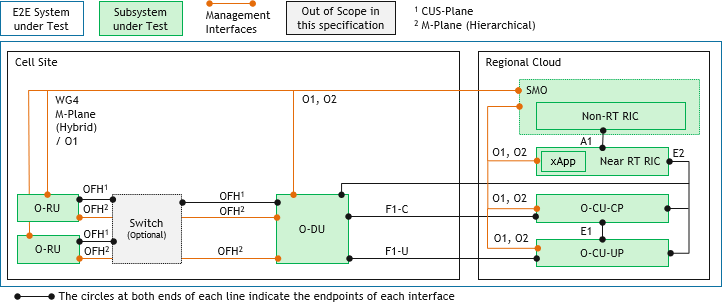 E2E System
under Test
Subsystem
under Test
Management
Interfaces
Out of Scope in
this specification
¹ CUS-Plane
² M-Plane (Hierarchical)
Cell Site
Regional Cloud
WG4
M-Plane
(Hybrid)
/ O1
O1, O2
SMO
Non-RT RIC
A1
O1, O2
xApp
Near RT RIC
E2
O-RU
OFH¹
OFH²
Switch
(Optional)
OFH¹
OFH²
O-DU
F1-C
O1, O2
O-CU-CP
O-RU
OFH¹
OFH²
OFH²
F1-U
O1, O2
E1
O-CU-UP
The circles at both ends of each line indicate the endpoints of each interface